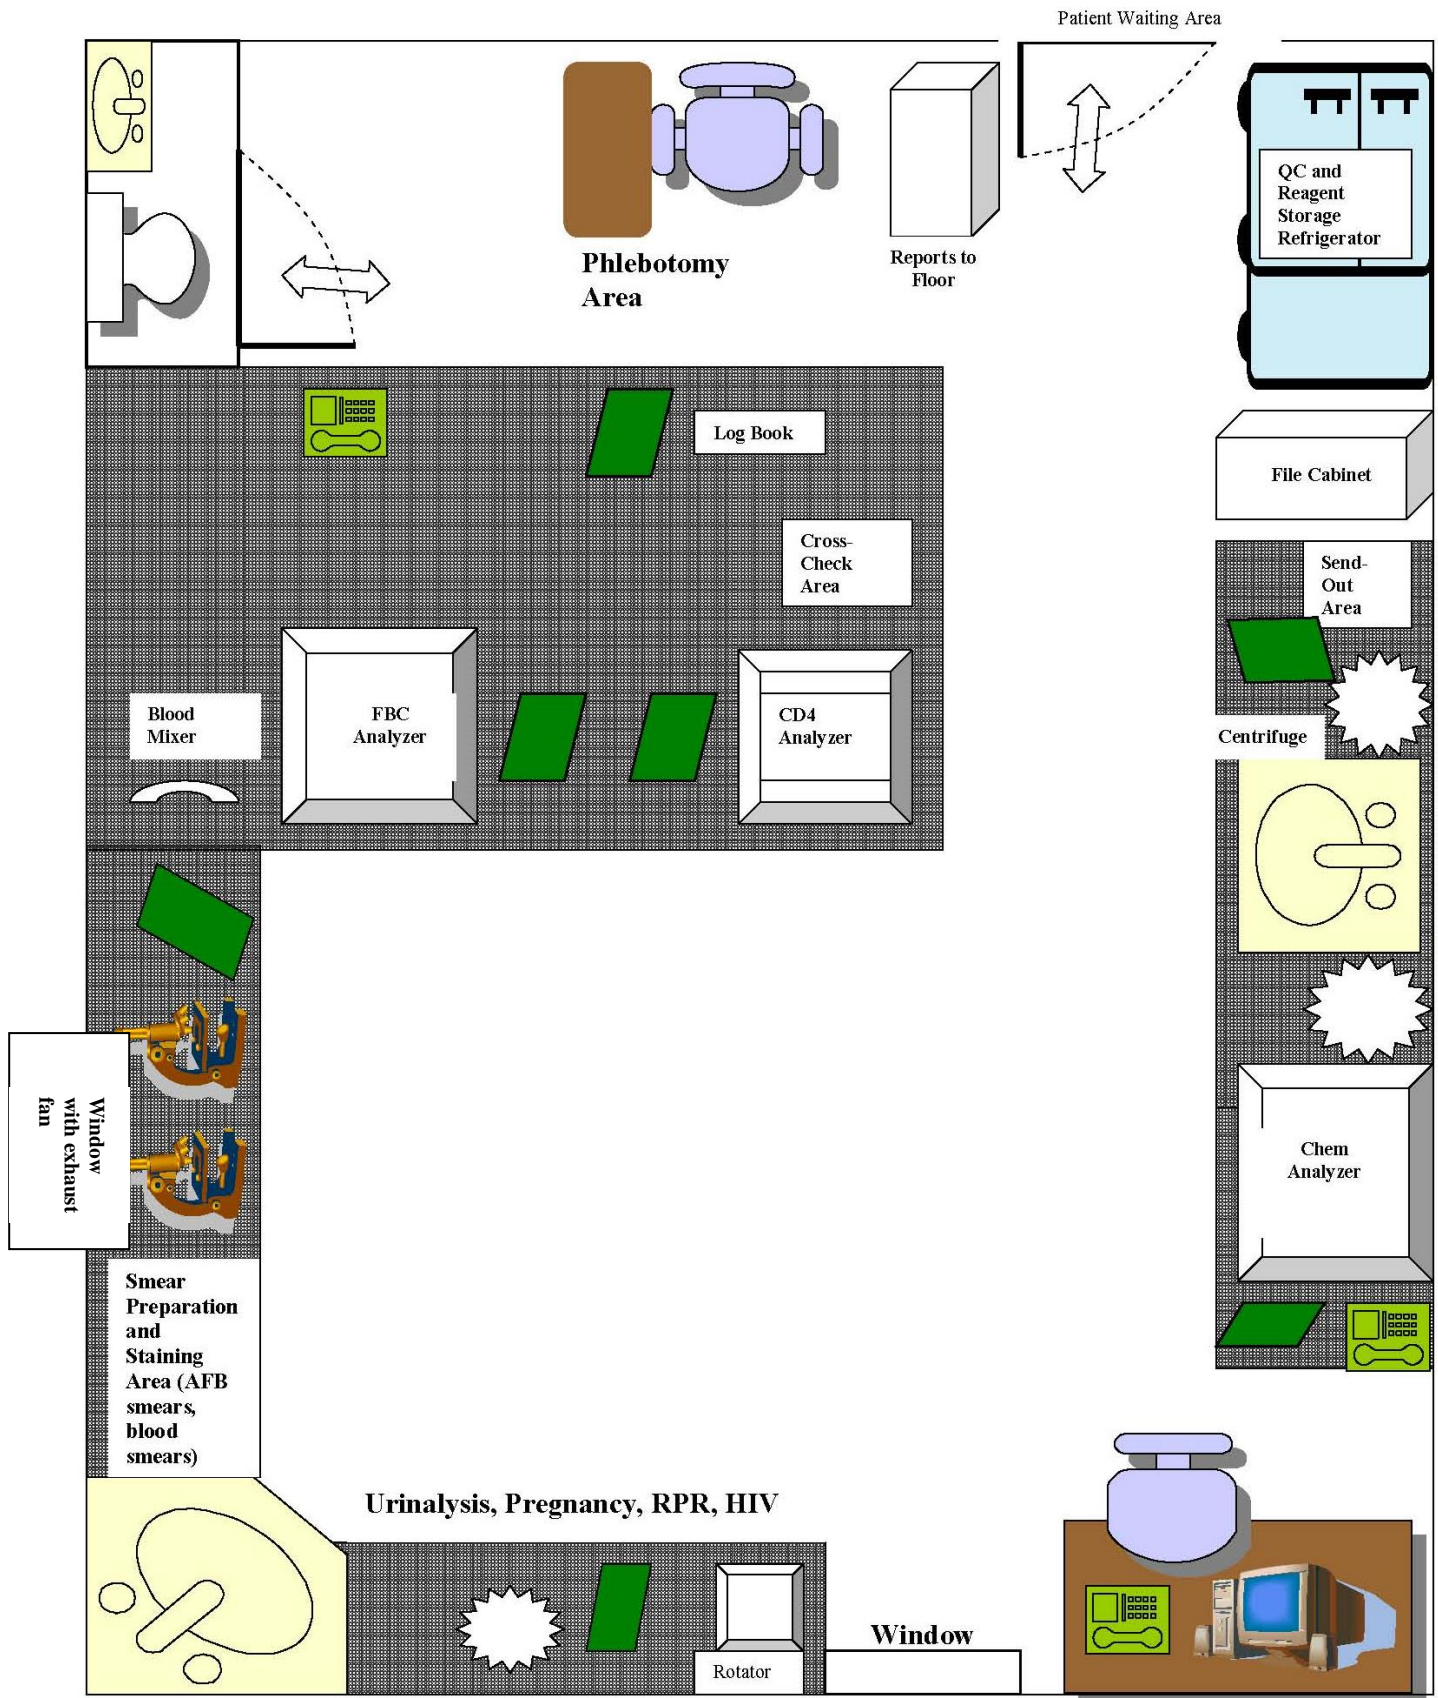 Patient Waiting Area
QC and
Reagent
Storage
Refrigerator
Phlebotomy
Area
Reports to
Floor
Log Book
File Cabinet
Cross-
Check
Area
Send-
Out
Area
Blood
Mixer
FBC
Analyzer
CD4
Analyzer
Centrifuge
Window
with exhaust
fan
Chem
Analyzer
Smear
Preparation
and
Staining
Area (AFB
smears,
blood
smears)
Urinalysis, Pregnancy, RPR, HIV
Window
Rotator